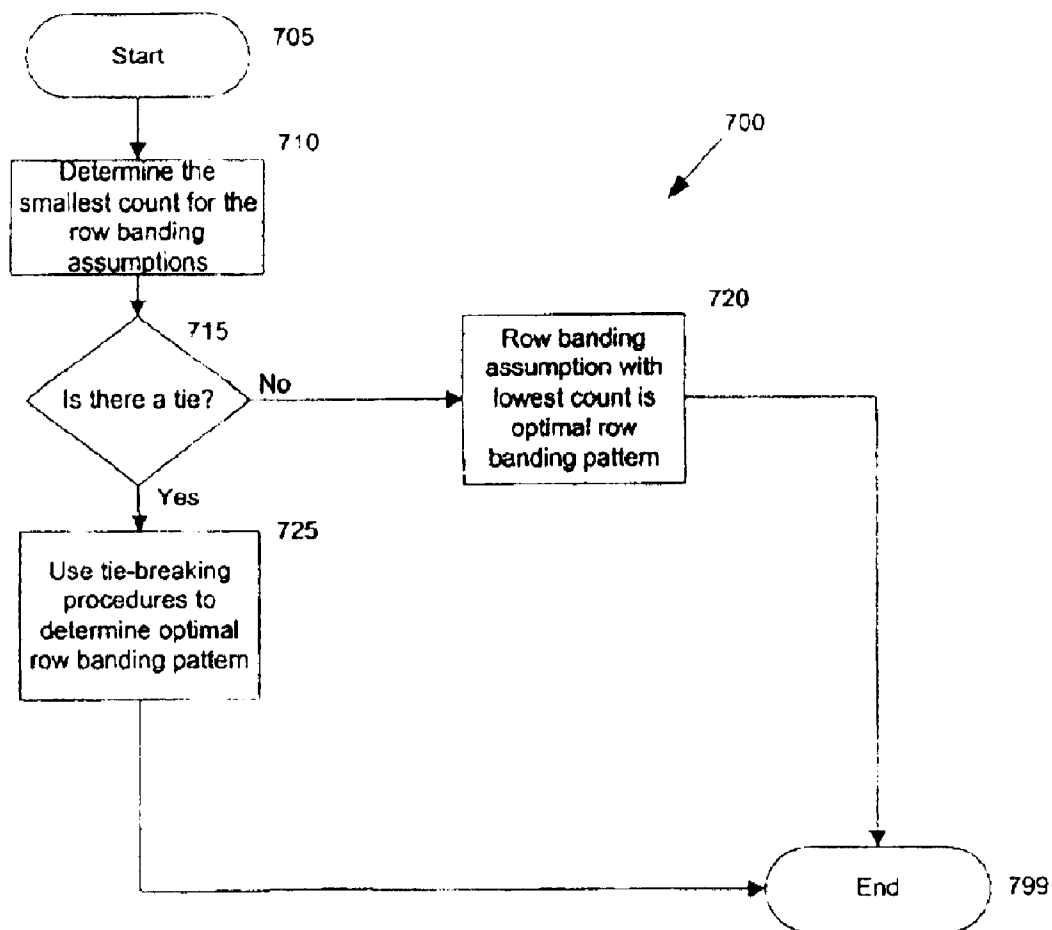 705
Start
710
700
Determine the
smallest count for the
row banding
assumptions
720
715
Is there a tie?
No
Row banding
assumption with
lowest count is
optimal row
banding pattern
Yes
725
Use tie-breaking
procedures to
determine optimal
row banding pattern
End
799